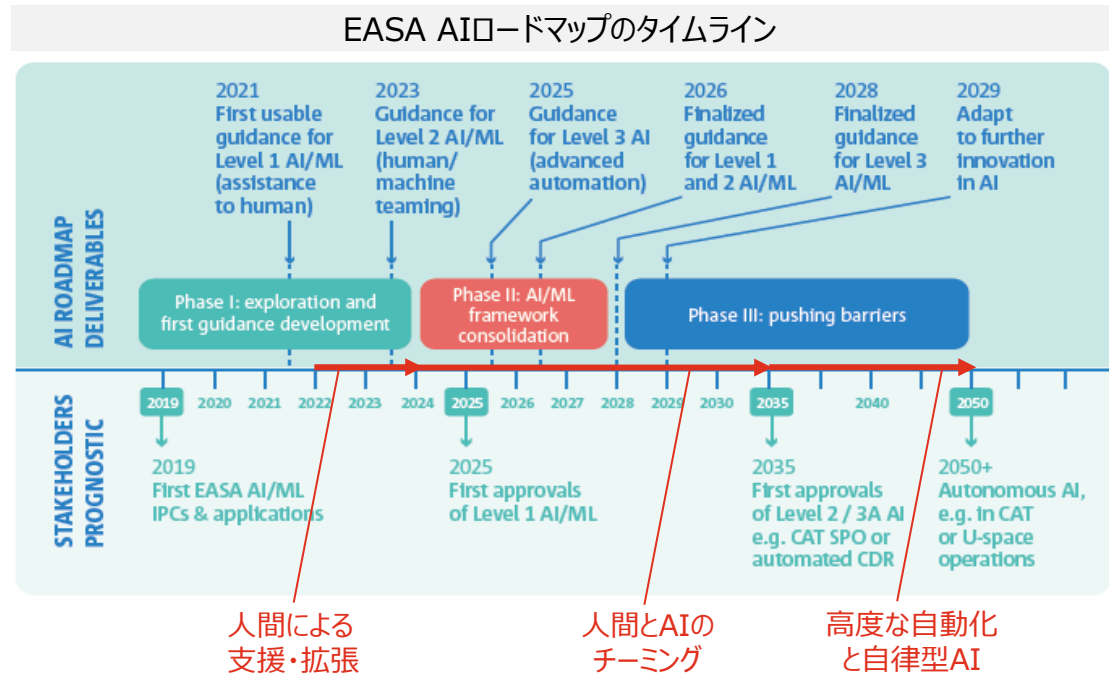 EASA AIロードマップのタイムライン
AI ROADMAP
DELIVERABLES
2021
First usable
guidance for
Level 1 AI/ML
(assistance
to human)
2023
Guidance for
Level 2 AI/ML
(human/
machine
teaming)
2025
Guidance
for Level 3 AI
(advanced
automation)
2026
Finalized
guidance
for Level 1
and 2 AI/ML
2028
Finalized
guidance
for Level 3
AI/ML
2029
Adapt
to further
innovation
in AI
Phase I: exploration and
first guidance development
Phase II: AI/ML
framework
consolidation
Phase III: pushing barriers
2019 2020 2021 2022 2023 2024 2025 2026 2027 2028 2029 2030 2035 2040 2050
STAKEHOLDERS
PROGNOSTIC
2019
First EASA AI/ML
IPCs & applications
2025
First approvals
of Level 1 AI/ML
2035
First approvals
of Level 2 / 3A AI
e.g. CAT SPO or
automated CDR
2050+
Autonomous AI,
e.g. in CAT
or U-space
operations
人間による
支援・拡張
人間とAIの
チーミング
高度な自動化
と自律型AI